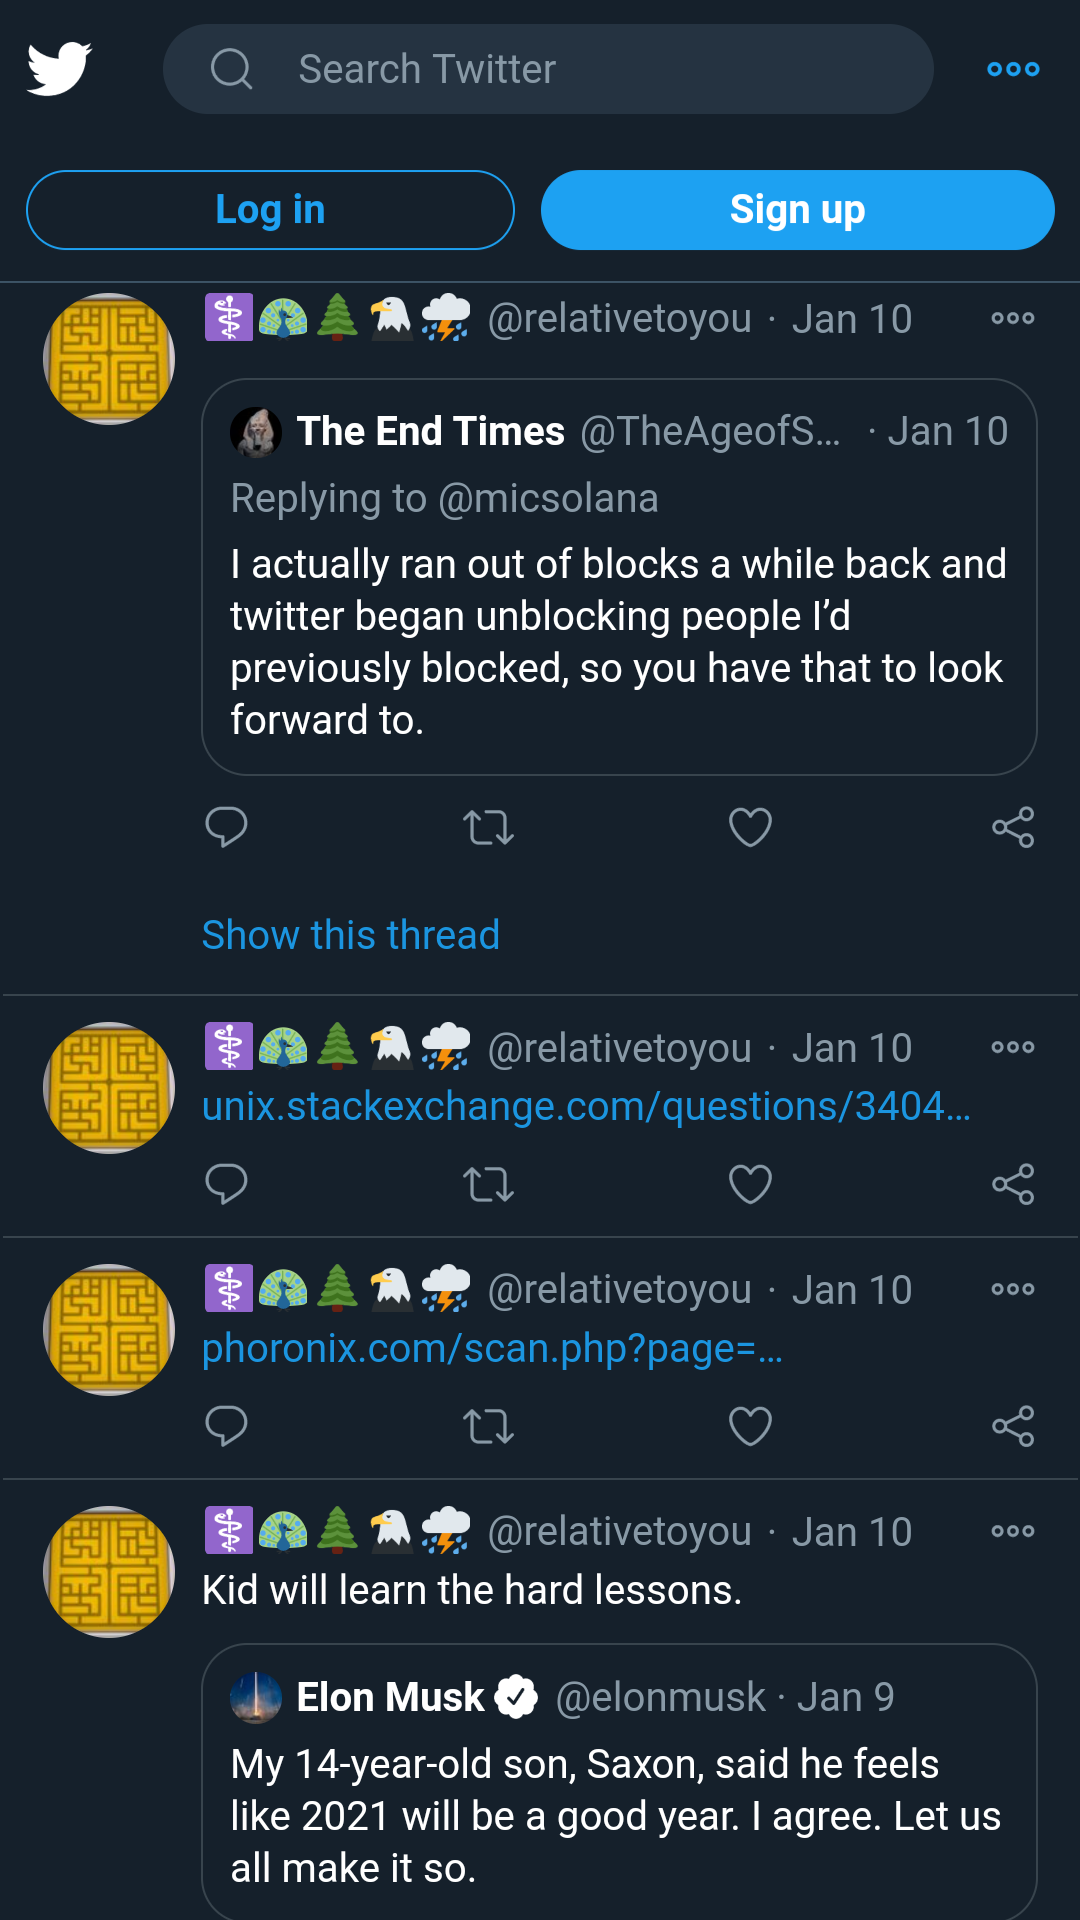 Search Twitter
Log in
Sign up
@relativetoyou · Jan 10
The End Times @TheAgeofS… · Jan 10
Replying to @micsolana
I actually ran out of blocks a while back and
twitter began unblocking people I’d
previously blocked, so you have that to look
forward to.
Show this thread
@relativetoyou · Jan 10
unix.stackexchange.com/questions/3404…
@relativetoyou · Jan 10
phoronix.com/scan.php?page=…
@relativetoyou · Jan 10
Kid will learn the hard lessons.
Elon Musk @elonmusk · Jan 9
My 14-year-old son, Saxon, said he feels
like 2021 will be a good year. I agree. Let us
all make it so.